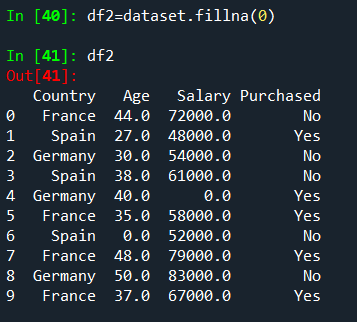 In [40]: df2=dataset.fillna(0)
In [41]: df2
Out[41]:
Country Age Salary Purchased
0 France 44.0 72000.0 No
1 Spain 27.0 48000.0 Yes
2 Germany 30.0 54000.0 No
3 Spain 38.0 61000.0 No
4 Germany 40.0 0.0 Yes
5 France 35.0 58000.0 Yes
6 Spain 0.0 52000.0 No
7 France 48.0 79000.0 Yes
8 Germany 50.0 83000.0 No
9 France 37.0 67000.0 Yes